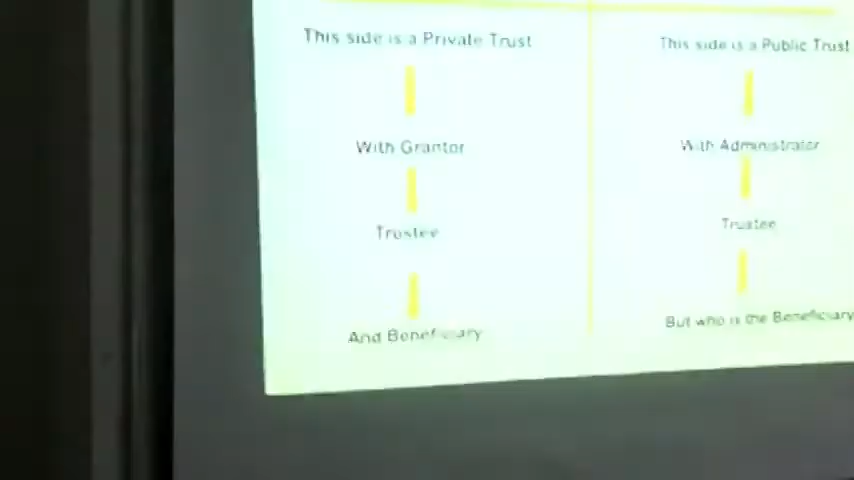 This side is a Private Trust
With Grantor
Trustee
And Beneficiary
This side is a Public Trust
With Administrator
Trustee
But who is the Beneficiary